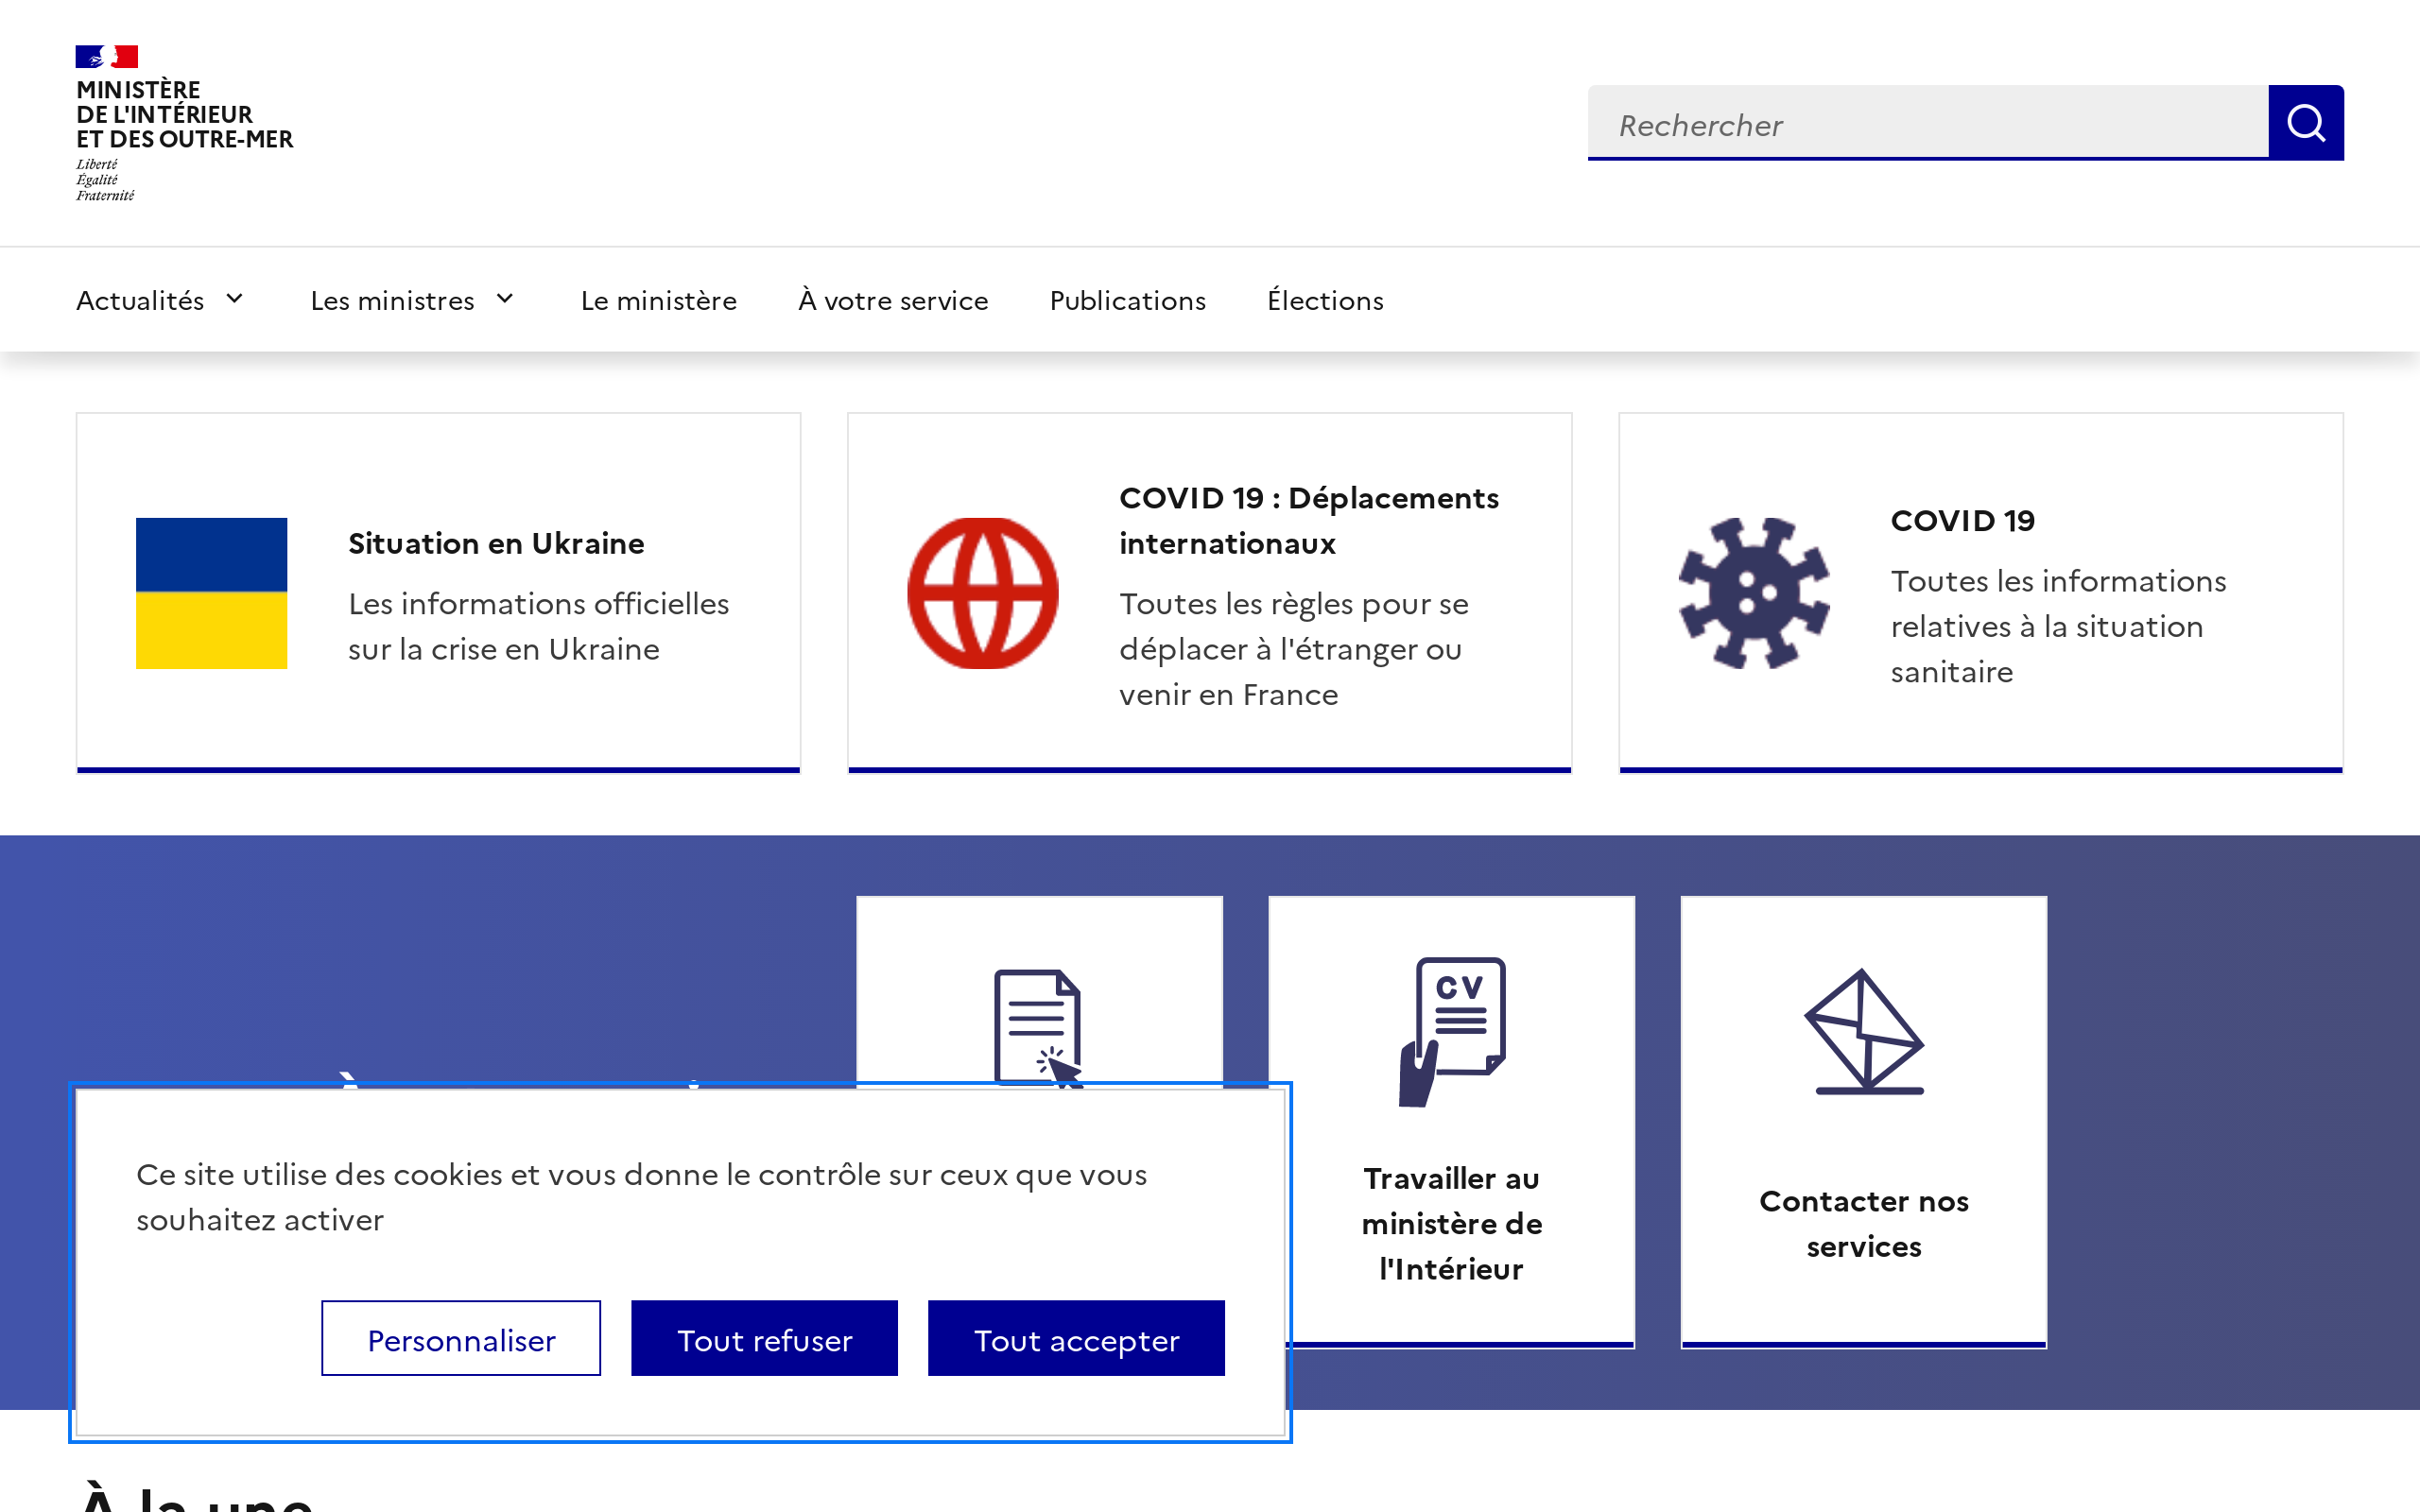 MINISTÈRE
DE L'INTÉRIEUR
ET DES OUTRE-MER
Liberté
Égalité
Fraternité
Rechercher
Actualités
Les ministres
Le ministère
À votre service
Publications
Élections
Situation en Ukraine
Les informations officielles
sur la crise en Ukraine
COVID 19 : Déplacements
internationaux
Toutes les règles pour se
déplacer à l'étranger ou
venir en France
COVID 19
Toutes les informations
relatives à la situation
sanitaire
CV
Travailler au
ministère de
l'Intérieur
Contacter nos
services
Ce site utilise des cookies et vous donne le contrôle sur ceux que vous
souhaitez activer
Personnaliser
Tout refuser
Tout accepter
À la une